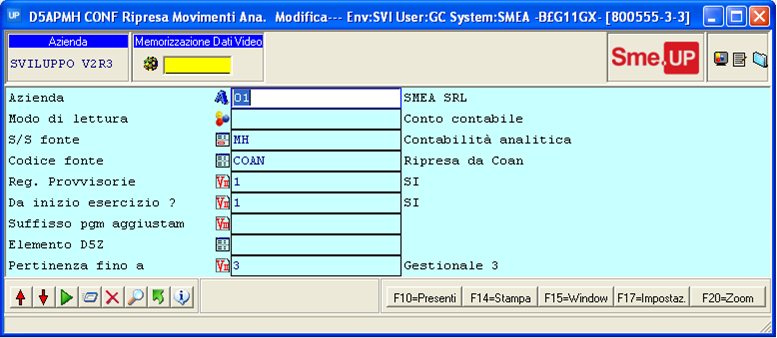 UP D5APMH CONF Ripresa Movimenti Ana. Modifica--- Env:SVI User:GC System:SMEA -B£G11GX- [800555-3-3]
Azienda Memorizzazione Dati Video
SVILUPPO V2R3
Sme.UP
Azienda 01 SMEA SRL
Modo di lettura Conto contabile
S/S fonte MH Contabilità analitica
Codice fonte COAN Ripresa da Coan
Reg. Provvisorie 1 SI
Da inizio esercizio ? 1 SI
Suffisso pgm aggiustam
Elemento D5Z
Pertinenza fino a 3 Gestionale 3
F10=Presenti F14=Stampa F15=Window F17=Impostaz. F20=Zoom